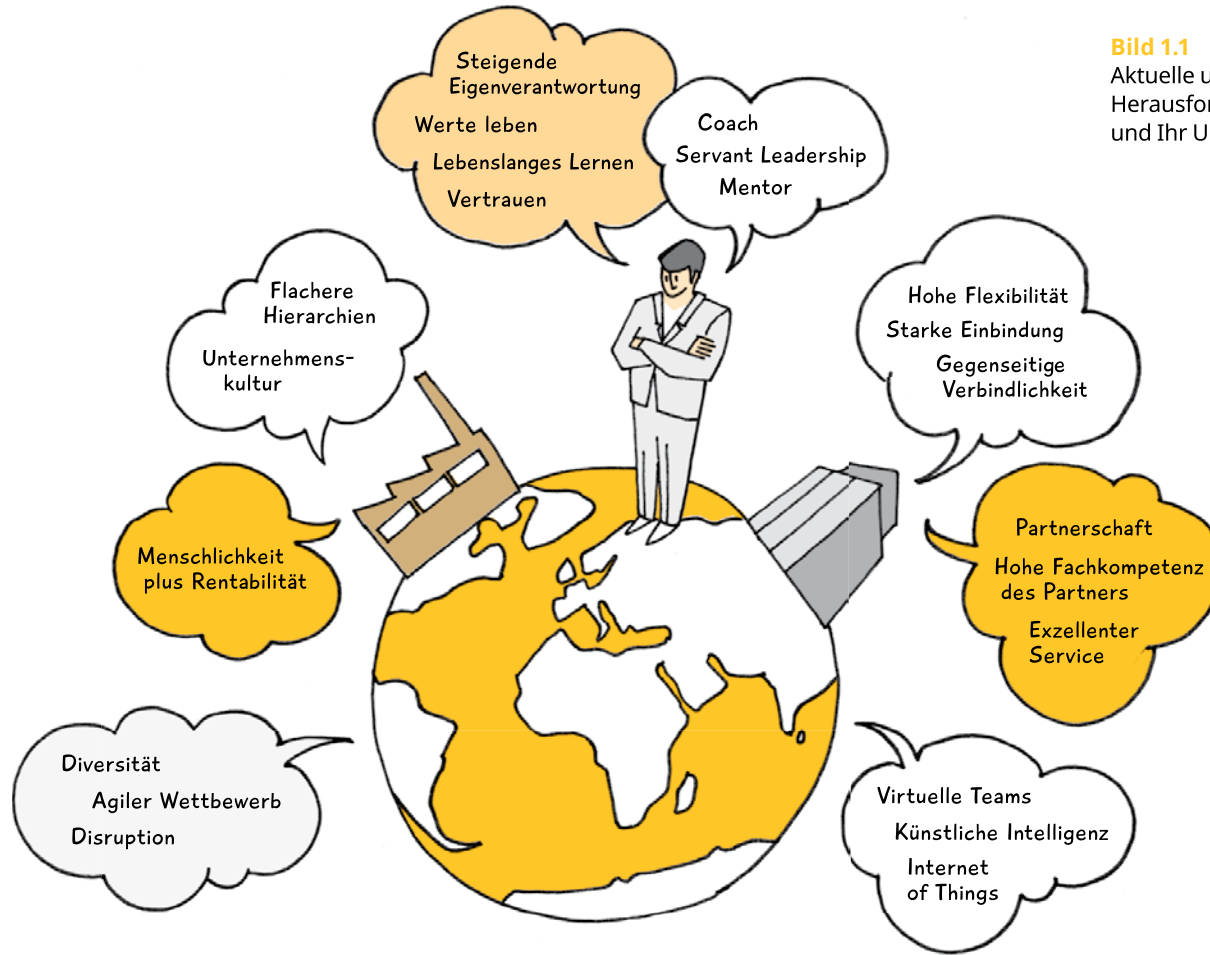 Steigende
Eigenverantwortung
Werte leben
Lebenslanges Lernen
Vertrauen
Coach
Servant Leadership
Mentor
Bild 1.1
Aktuelle
und Ihr
Flachere
Hierarchien
Unternehmens-
kultur
Hohe Flexibilität
Starke Einbindung
Gegenseitige
Verbindlichkeit
Menschlichkeit
plus Rentabilität
Partnerschaft
Hohe Fachkompetenz
des Partners
Exzellenter
Service
Diversität
Agiler Wettbewerb
Disruption
Virtuelle Teams
Künstliche Intelligenz
Internet
of Things